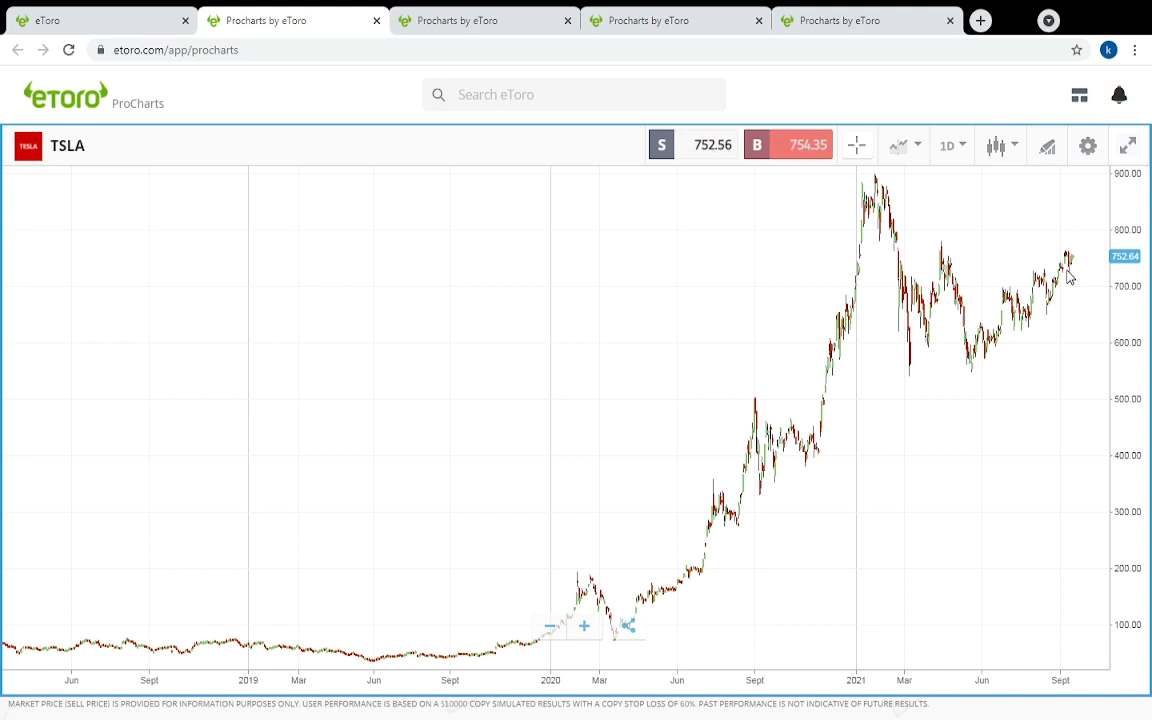 eToro
Procharts by eToro
Procharts by eToro
Procharts by eToro
Procharts by eToro
etoro.com/app/procharts
k
eToro ProCharts
Search eToro
TESLA
TSLA
S 752.56
B 754.35
1D
900.00
800.00
752.64
700.00
600.00
500.00
400.00
300.00
200.00
100.00
Jun Sept 2019 Mar Jun Sept 2020 Mar Jun Sept 2021 Mar Jun Sept
MARKET PRICE (SELL PRICE) IS PROVIDED FOR INFORMATION PURPOSES ONLY. USER PERFORMANCE IS BASED ON A $10000 COPY SIMULATED RESULTS WITH A COPY STOP LOSS OF 60%. PAST PERFORMANCE IS NOT INDICATIVE OF FUTURE RESULTS.